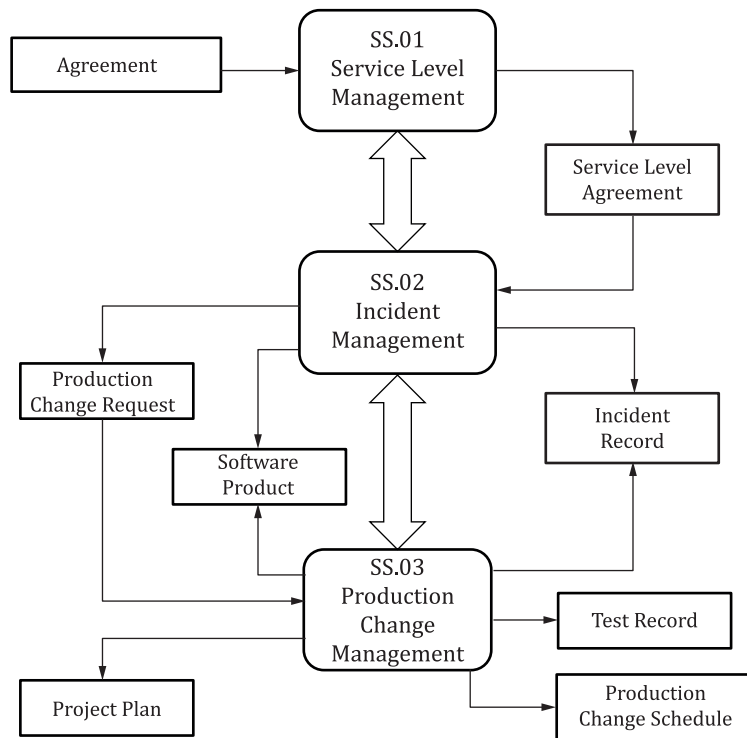 SS.01
Service Level
Management
Agreement
Service Level
Agreement
SS.02
Incident
Management
Production
Change Request
Incident
Record
Software
Product
SS.03
Production
Change
Management
Test Record
Project Plan
Production
Change Schedule